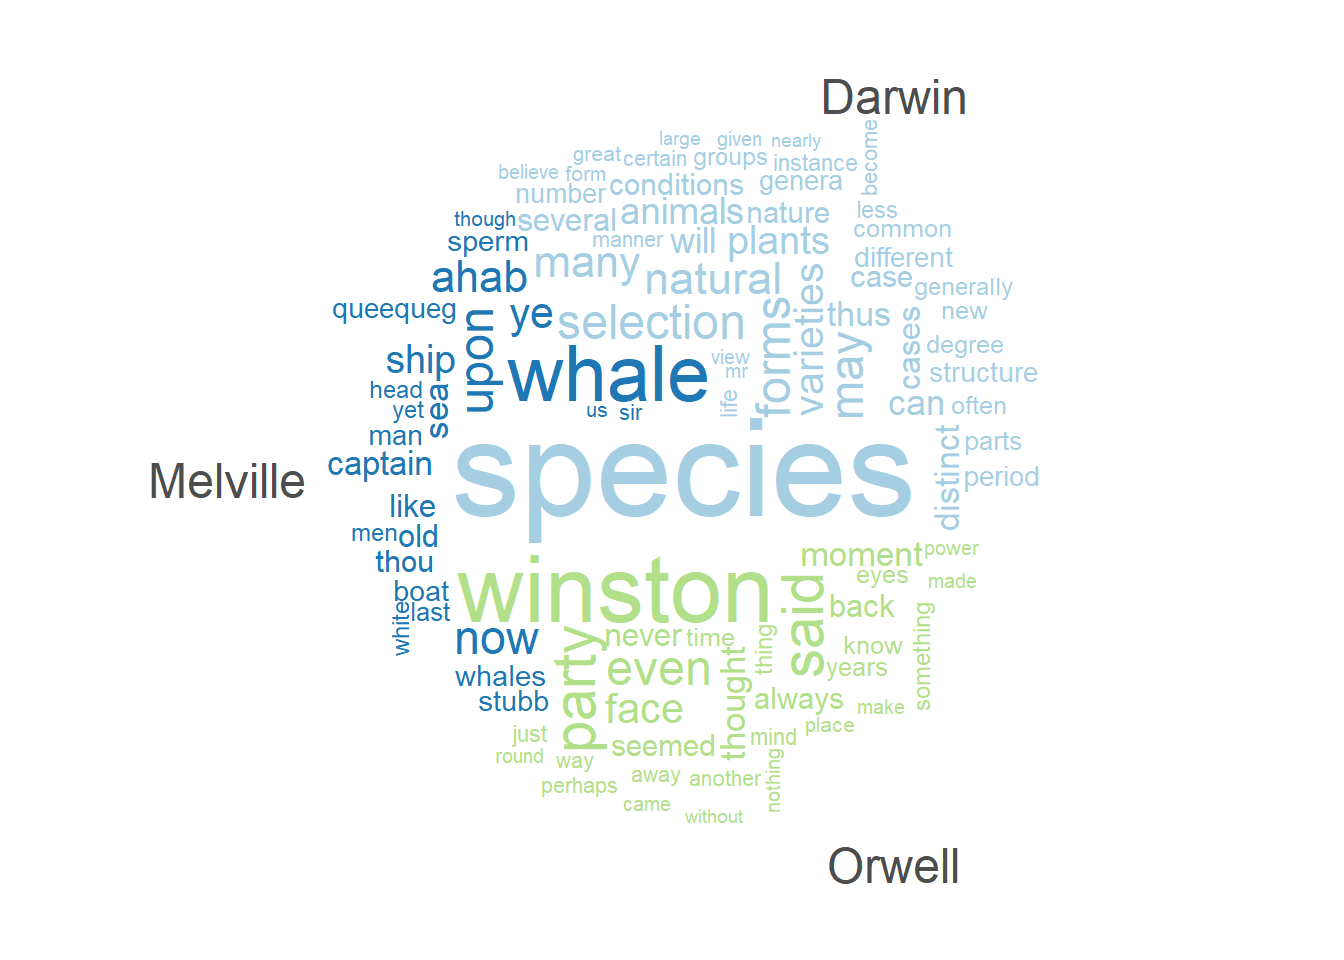 Darwin
large given nearly
great certain groups instance become
believe form conditions genera
number
though several animals nature less
sperm manner will plants common
ahab many natural different
case
queequeg ye selection forms varieties thus generally
upon new
ship whale view may cases degree
head mr structure
yet sea us sir life can often
man
captain species distinct parts
Melville period
like
men old
thou winston moment power
boat said eyes made
white last back
now party never time thing something
know
whales even thought years
stubb face always make
just seemed mind place
round way away another nothing
perhaps
came without
Orwell